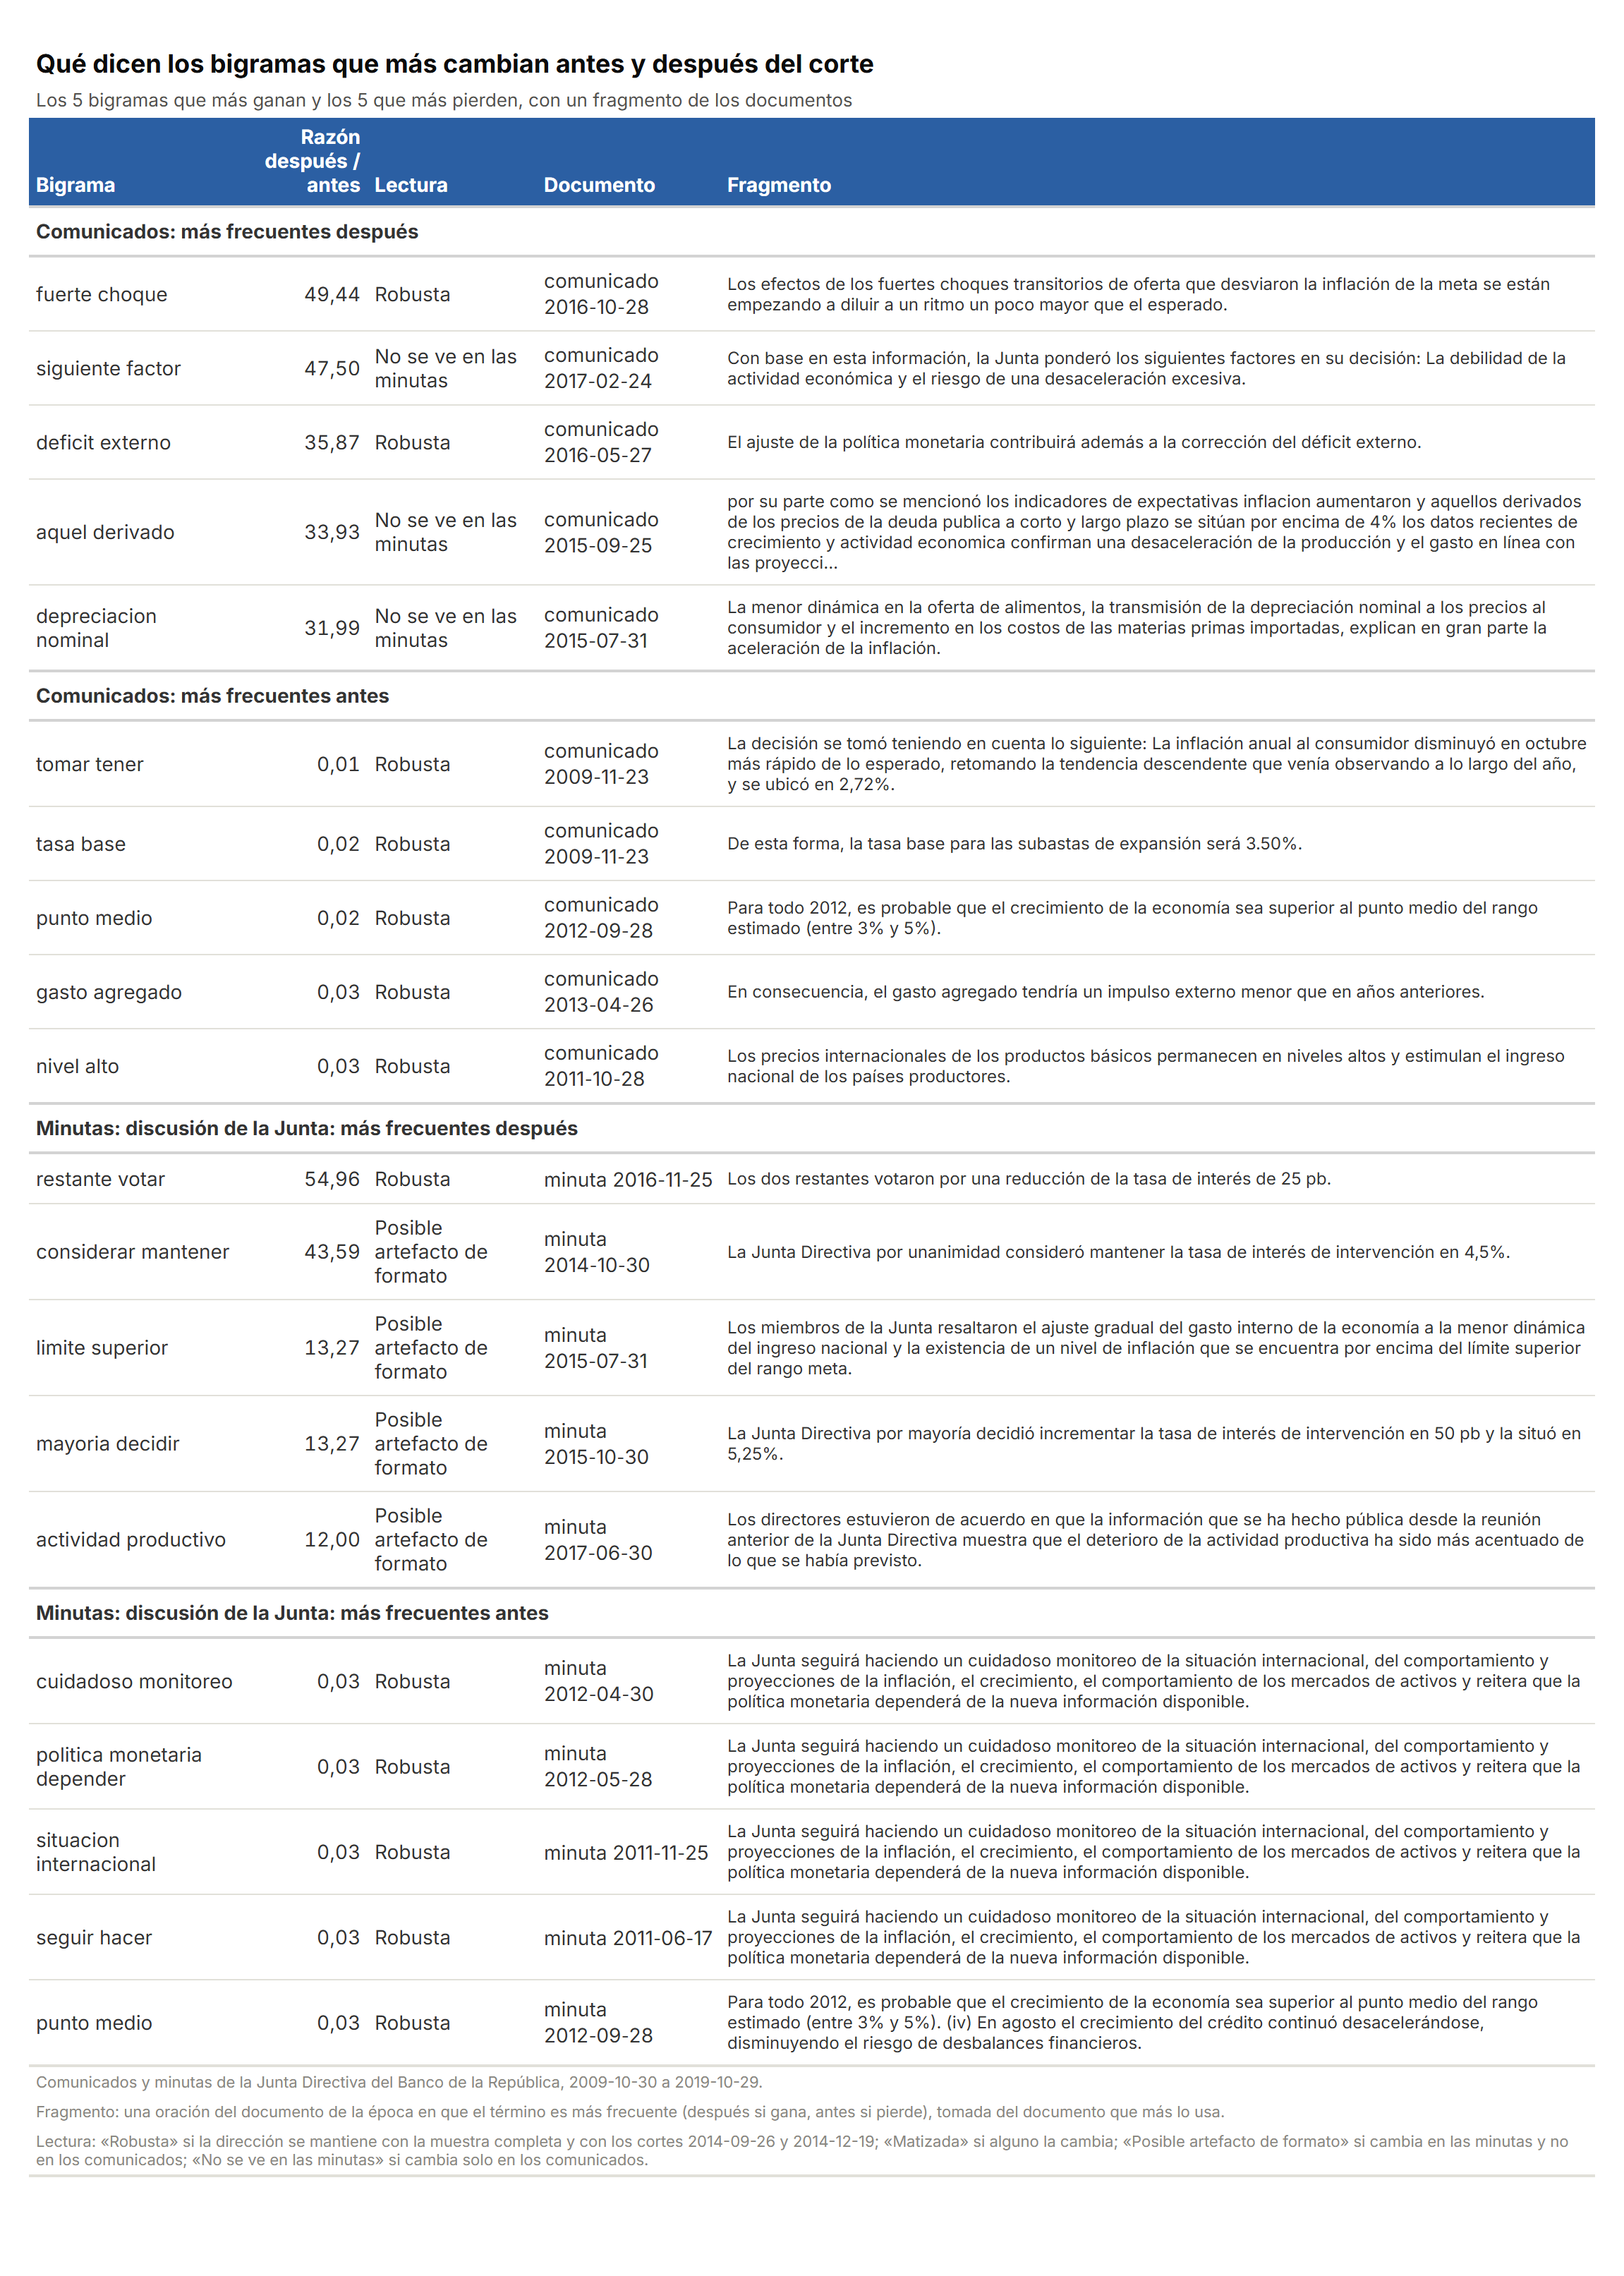 Qué dicen los bigramas que más cambian antes y después del corte
Los 5 bigramas que más ganan y los 5 que más pierden, con un fragmento de los documentos
Bigrama
Razón
después /
antes
Lectura
Documento
Fragmento
Comunicados: más frecuentes después
fuerte choque
49,44
Robusta
comunicado
2016-10-28
Los efectos de los fuertes choques transitorios de oferta que desviaron la inflación de la meta se están
empezando a diluir a un ritmo un poco mayor que el esperado.
siguiente factor
47,50
No se ve en las
minutas
comunicado
2017-02-24
Con base en esta información, la Junta ponderó los siguientes factores en su decisión: La debilidad de la
actividad económica y el riesgo de una desaceleración excesiva.
deficit externo
35,87
Robusta
comunicado
2016-05-27
El ajuste de la política monetaria contribuirá además a la corrección del déficit externo.
aquel derivado
33,93
No se ve en las
minutas
comunicado
2015-09-25
por su parte como se mencionó los indicadores de expectativas inflacion aumentaron y aquellos derivados
de los precios de la deuda publica a corto y largo plazo se sitúan por encima de 4% los datos recientes de
crecimiento y actividad economica confirman una desaceleración de la producción y el gasto en línea con
las proyecci...
depreciacion
nominal
31,99
No se ve en las
minutas
comunicado
2015-07-31
La menor dinámica en la oferta de alimentos, la transmisión de la depreciación nominal a los precios al
consumidor y el incremento en los costos de las materias primas importadas, explican en gran parte la
aceleración de la inflación.
Comunicados: más frecuentes antes
tomar tener
0,01
Robusta
comunicado
2009-11-23
La decisión se tomó teniendo en cuenta lo siguiente: La inflación anual al consumidor disminuyó en octubre
más rápido de lo esperado, retomando la tendencia descendente que venía observando a lo largo del año,
y se ubicó en 2,72%.
tasa base
0,02
Robusta
comunicado
2009-11-23
De esta forma, la tasa base para las subastas de expansión será 3.50%.
punto medio
0,02
Robusta
comunicado
2012-09-28
Para todo 2012, es probable que el crecimiento de la economía sea superior al punto medio del rango
estimado (entre 3% y 5%).
gasto agregado
0,03
Robusta
comunicado
2013-04-26
En consecuencia, el gasto agregado tendría un impulso externo menor que en años anteriores.
nivel alto
0,03
Robusta
comunicado
2011-10-28
Los precios internacionales de los productos básicos permanecen en niveles altos y estimulan el ingreso
nacional de los países productores.
Minutas: discusión de la Junta: más frecuentes después
restante votar
54,96
Robusta
minuta 2016-11-25
Los dos restantes votaron por una reducción de la tasa de interés de 25 pb.
considerar mantener
43,59
Posible
artefacto de
formato
minuta
2014-10-30
La Junta Directiva por unanimidad consideró mantener la tasa de interés de intervención en 4,5%.
limite superior
13,27
Posible
artefacto de
formato
minuta
2015-07-31
Los miembros de la Junta resaltaron el ajuste gradual del gasto interno de la economía a la menor dinámica
del ingreso nacional y la existencia de un nivel de inflación que se encuentra por encima del límite superior
del rango meta.
mayoria decidir
13,27
Posible
artefacto de
formato
minuta
2015-10-30
La Junta Directiva por mayoría decidió incrementar la tasa de interés de intervención en 50 pb y la situó en
5,25%.
actividad productivo
12,00
Posible
artefacto de
formato
minuta
2017-06-30
Los directores estuvieron de acuerdo en que la información que se ha hecho pública desde la reunión
anterior de la Junta Directiva muestra que el deterioro de la actividad productiva ha sido más acentuado de
lo que se había previsto.
Minutas: discusión de la Junta: más frecuentes antes
cuidadoso monitoreo
0,03
Robusta
minuta
2012-04-30
La Junta seguirá haciendo un cuidadoso monitoreo de la situación internacional, del comportamiento y
proyecciones de la inflación, el crecimiento, el comportamiento de los mercados de activos y reitera que la
política monetaria dependerá de la nueva información disponible.
politica monetaria
depender
0,03
Robusta
minuta
2012-05-28
La Junta seguirá haciendo un cuidadoso monitoreo de la situación internacional, del comportamiento y
proyecciones de la inflación, el crecimiento, el comportamiento de los mercados de activos y reitera que la
política monetaria dependerá de la nueva información disponible.
situacion
internacional
0,03
Robusta
minuta 2011-11-25
La Junta seguirá haciendo un cuidadoso monitoreo de la situación internacional, del comportamiento y
proyecciones de la inflación, el crecimiento, el comportamiento de los mercados de activos y reitera que la
política monetaria dependerá de la nueva información disponible.
seguir hacer
0,03
Robusta
minuta 2011-06-17
La Junta seguirá haciendo un cuidadoso monitoreo de la situación internacional, del comportamiento y
proyecciones de la inflación, el crecimiento, el comportamiento de los mercados de activos y reitera que la
política monetaria dependerá de la nueva información disponible.
punto medio
0,03
Robusta
minuta
2012-09-28
Para todo 2012, es probable que el crecimiento de la economía sea superior al punto medio del rango
estimado (entre 3% y 5%). (iv) En agosto el crecimiento del crédito continuó desacelerándose,
disminuyendo el riesgo de desbalances financieros.
Comunicados y minutas de la Junta Directiva del Banco de la República, 2009-10-30 a 2019-10-29.
Fragmento: una oración del documento de la época en que el término es más frecuente (después si gana, antes si pierde), tomada del documento que más lo usa.
Lectura: «Robusta» si la dirección se mantiene con la muestra completa y con los cortes 2014-09-26 y 2014-12-19; «Matizada» si alguno la cambia; «Posible artefacto de formato» si cambia en las minutas y no
en los comunicados; «No se ve en las minutas» si cambia solo en los comunicados.